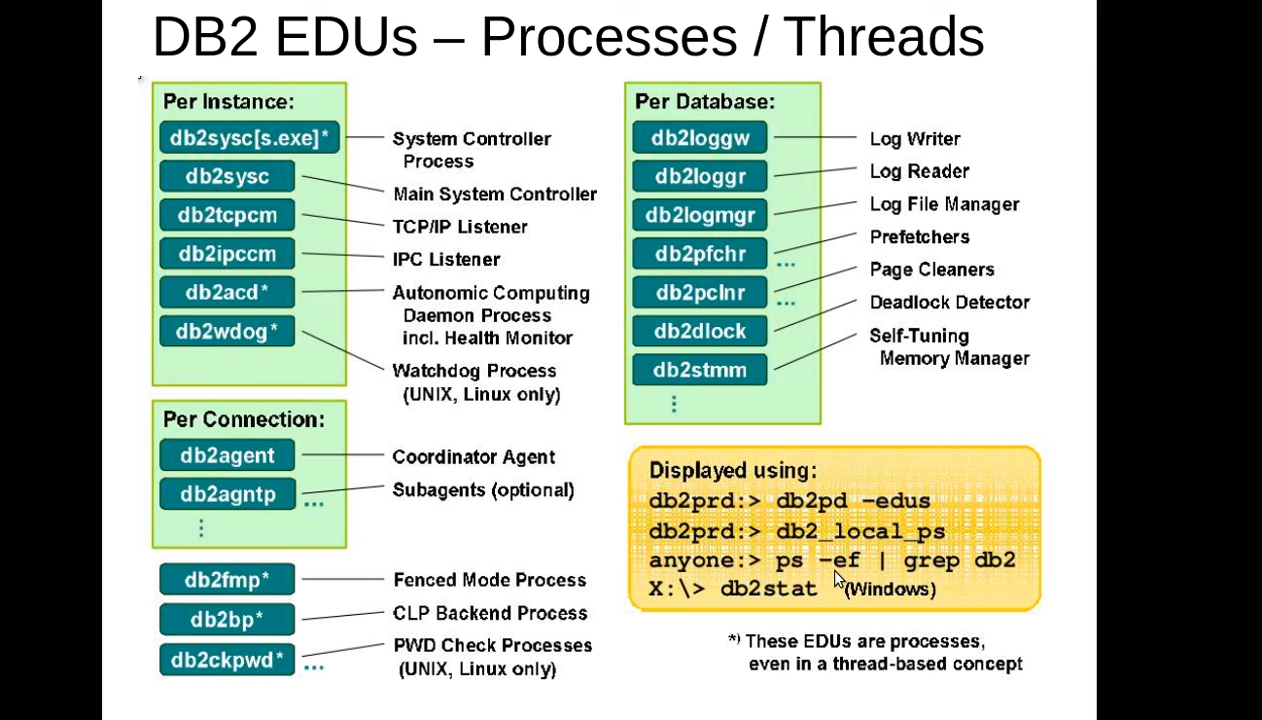 DB2 EDUs – Processes / Threads
Per Instance:
db2sysc[s.exe]*
System Controller
Process
db2sysc
Main System Controller
db2tcpcm
TCP/IP Listener
db2ipccm
IPC Listener
db2acd*
Autonomic Computing
Daemon Process
incl. Health Monitor
db2wdog*
Watchdog Process
(UNIX, Linux only)
Per Connection:
db2agent
Coordinator Agent
db2agntp
...
Subagents (optional)
⋮
db2fmp*
Fenced Mode Process
db2bp*
CLP Backend Process
db2ckpwd*
...
PWD Check Processes
(UNIX, Linux only)
Per Database:
db2loggw
Log Writer
db2loggr
Log Reader
db2logmgr
Log File Manager
db2pfchr
...
Prefetchers
db2pclnr
...
Page Cleaners
db2dlock
Deadlock Detector
db2stmm
Self-Tuning
Memory Manager
⋮
Displayed using:
db2prd:> db2pd –edus
db2prd:> db2_local_ps
anyone:> ps –ef | grep db2
X:\> db2stat (Windows)
*) These EDUs are processes,
even in a thread-based concept